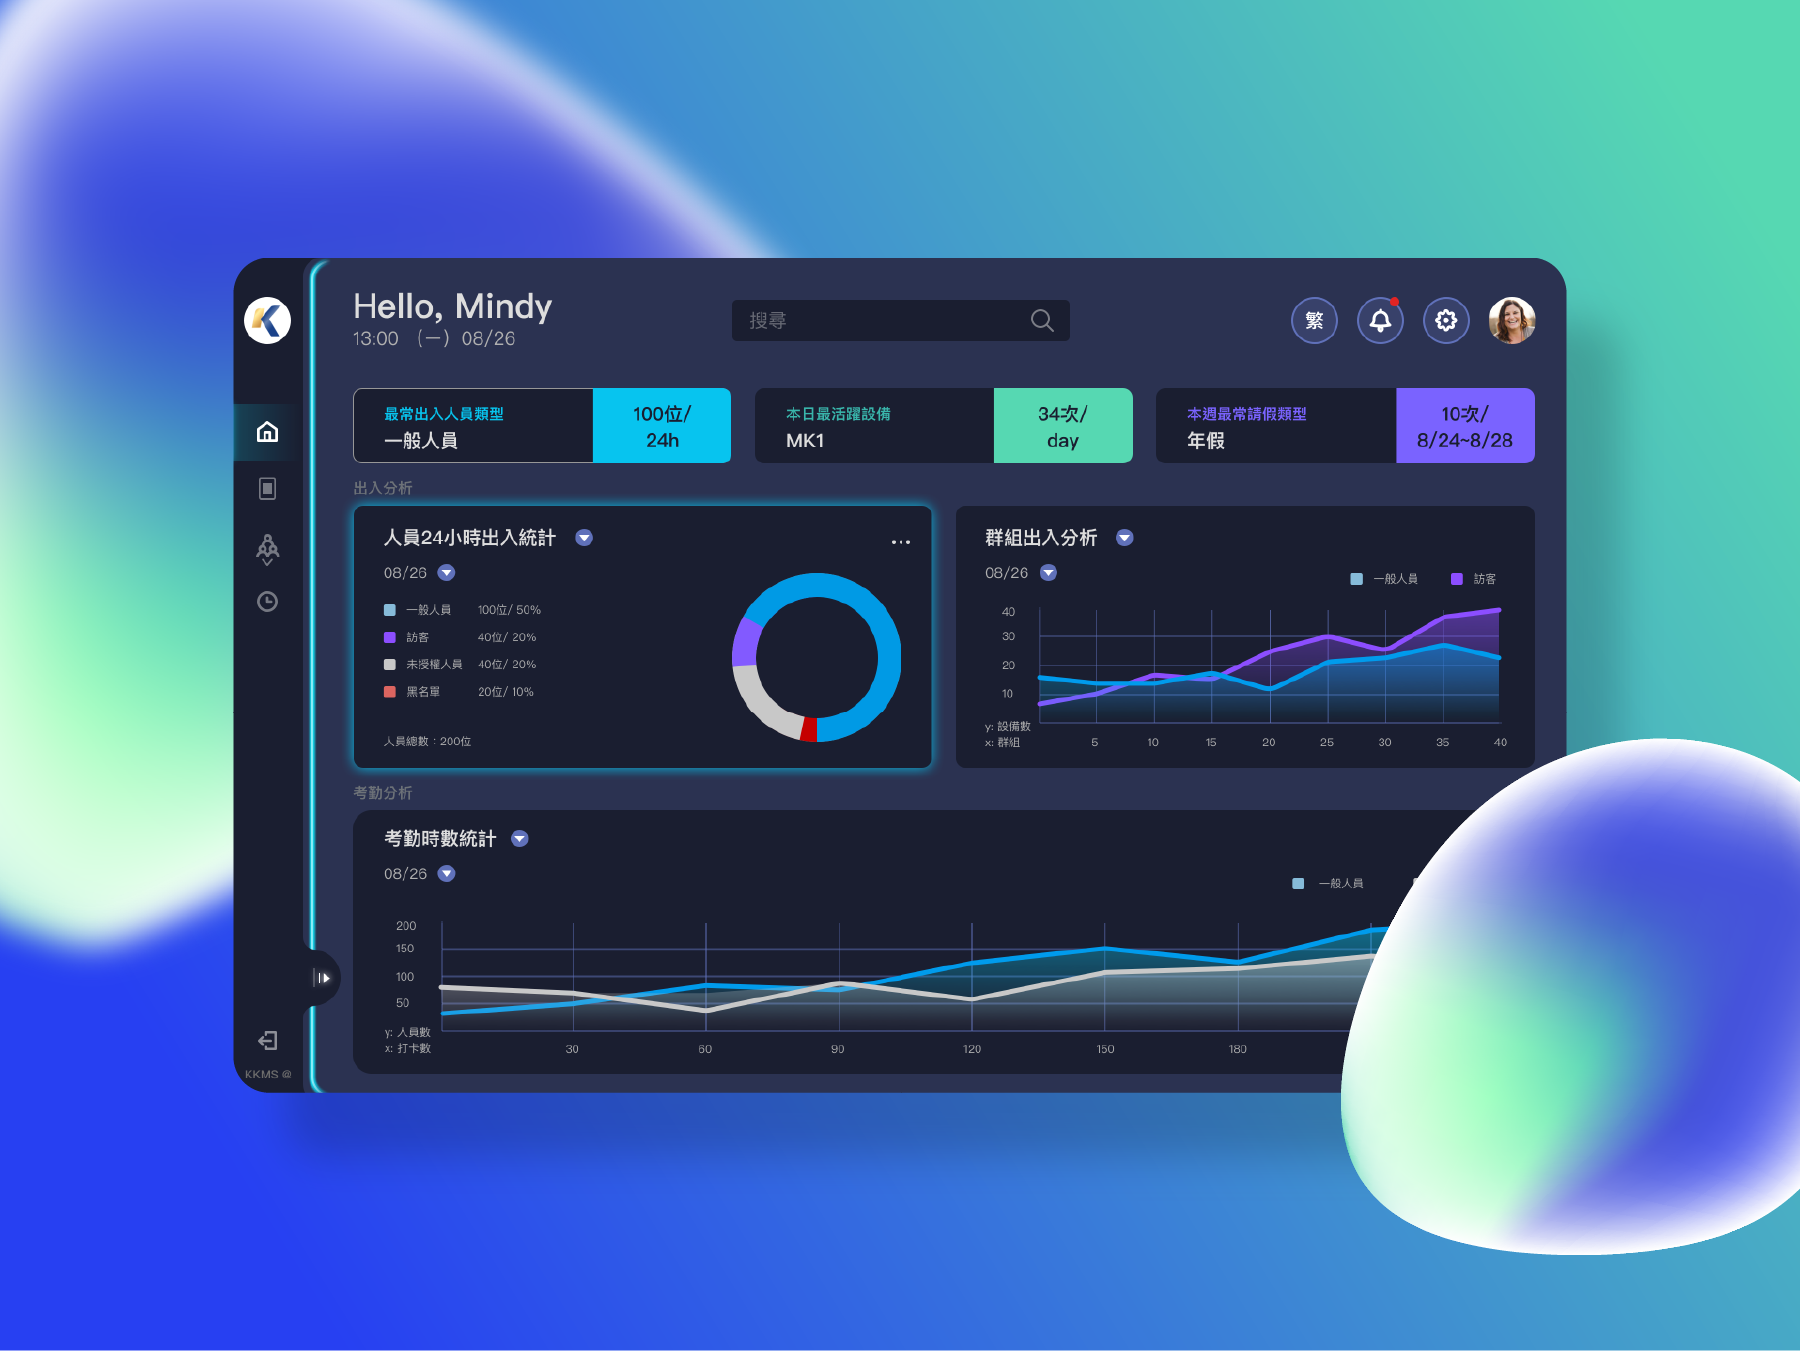 Hello, Mindy
13:00 （一）08/26
搜尋
繁
最常出入人員類型
一般人員
100位/
24h
本日最活躍設備
MK1
34次/
day
本週最常請假類型
年假
10次/
8/24~8/28
出入分析
人員24小時出入統計
...
08/26
一般人員 100位/ 50%
訪客 40位/ 20%
未授權人員 40位/ 20%
黑名單 20位/ 10%
人員總數：200位
群組出入分析
08/26
一般人員 訪客
40
30
20
10
y: 設備數
x: 群組
5 10 15 20 25 30 35 40
考勤分析
考勤時數統計
08/26
一般人員
200
150
100
50
y: 人員數
x: 打卡數
30 60 90 120 150 180
KKMS @